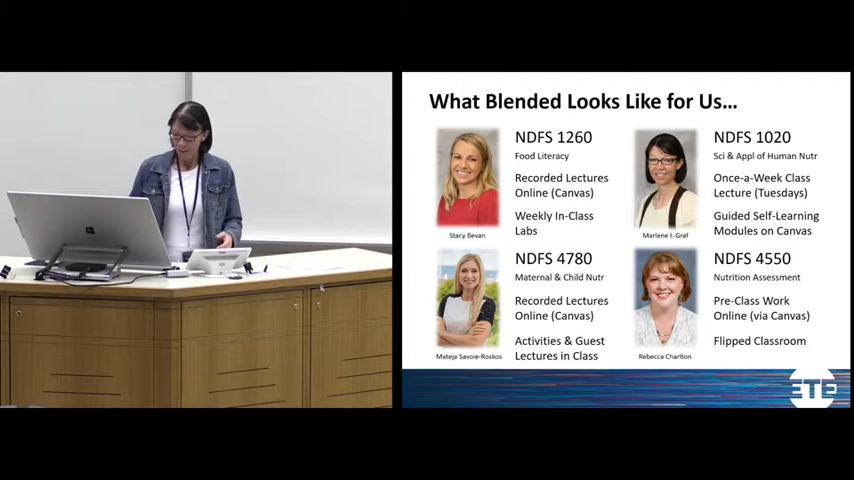 What Blended Looks Like for Us...
NDFS 1260
Food Literacy
Recorded Lectures
Online (Canvas)
Weekly In-Class
Labs
Stacy Bevan
NDFS 1020
Sci & Appl of Human Nutr
Once-a-Week Class
Lecture (Tuesdays)
Guided Self-Learning
Modules on Canvas
Marlene I. Graf
NDFS 4780
Maternal & Child Nutr
Recorded Lectures
Online (Canvas)
Activities & Guest
Lectures in Class
Mateja Savoie-Roskos
NDFS 4550
Nutrition Assessment
Pre-Class Work
Online (via Canvas)
Flipped Classroom
Rebecca Charlton
ETE